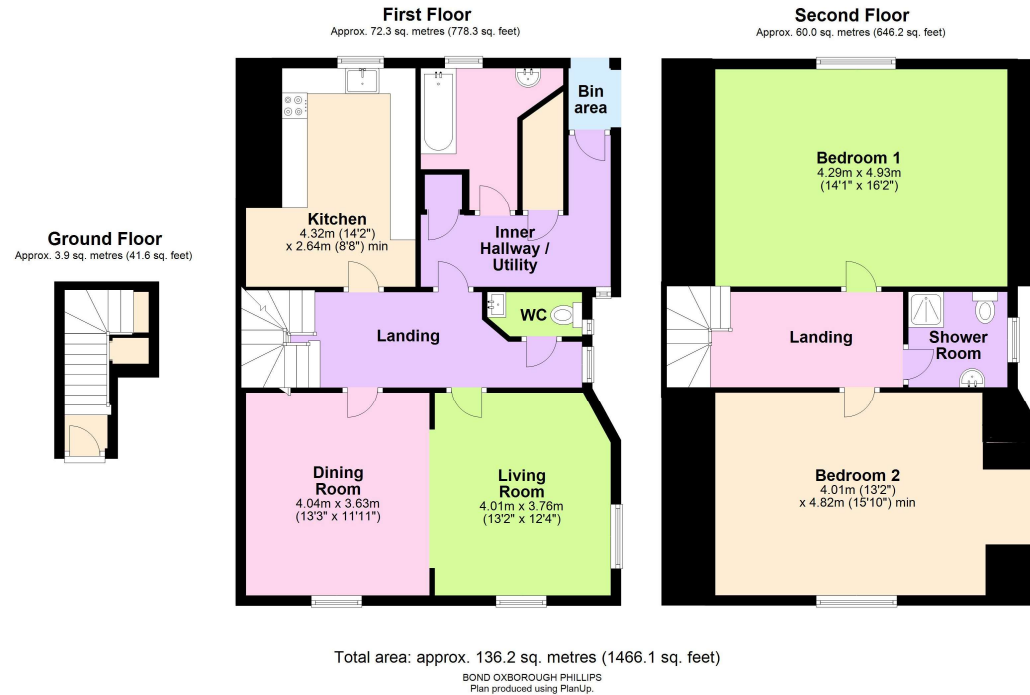 First Floor
Approx. 72.3 sq. metres (778.3 sq. feet)
Second Floor
Approx. 60.0 sq. metres (646.2 sq. feet)
Bin
area
Bedroom 1
4.29m x 4.93m
(14'1" x 16'2")
Kitchen
4.32m (14'2")
x 2.64m (8'8") min
Inner
Hallway /
Utility
Ground Floor
Approx. 3.9 sq. metres (41.6 sq. feet)
WC
Landing
Landing
Shower
Room
Dining
Room
4.04m x 3.63m
(13'3" x 11'11")
Living
Room
4.01m x 3.76m
(13'2" x 12'4")
Bedroom 2
4.01m (13'2")
x 4.82m (15'10") min
Total area: approx. 136.2 sq. metres (1466.1 sq. feet)
BOND OXBOROUGH PHILLIPS
Plan produced using PlanUp.